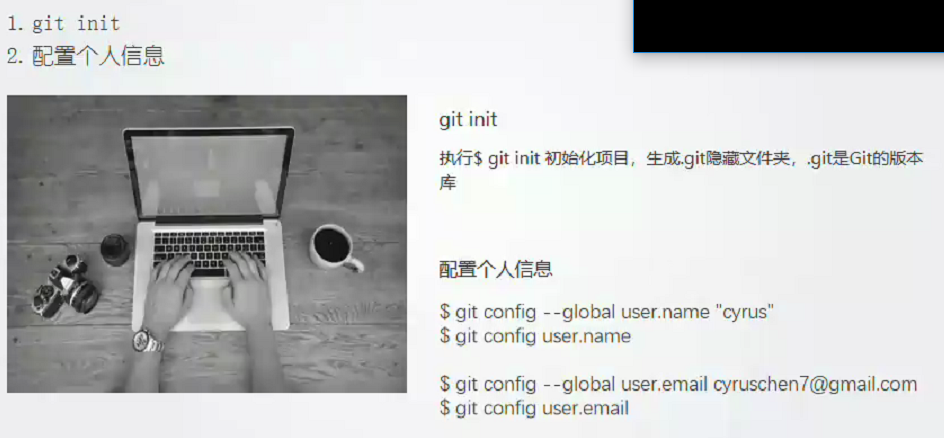 1. git init
2. 配置个人信息
git init
执行$ git init 初始化项目，生成.git隐藏文件夹，.git是Git的版本
库
配置个人信息
$ git config --global user.name "cyrus"
$ git config user.name
$ git config --global user.email cyruschen7@gmail.com
$ git config user.email